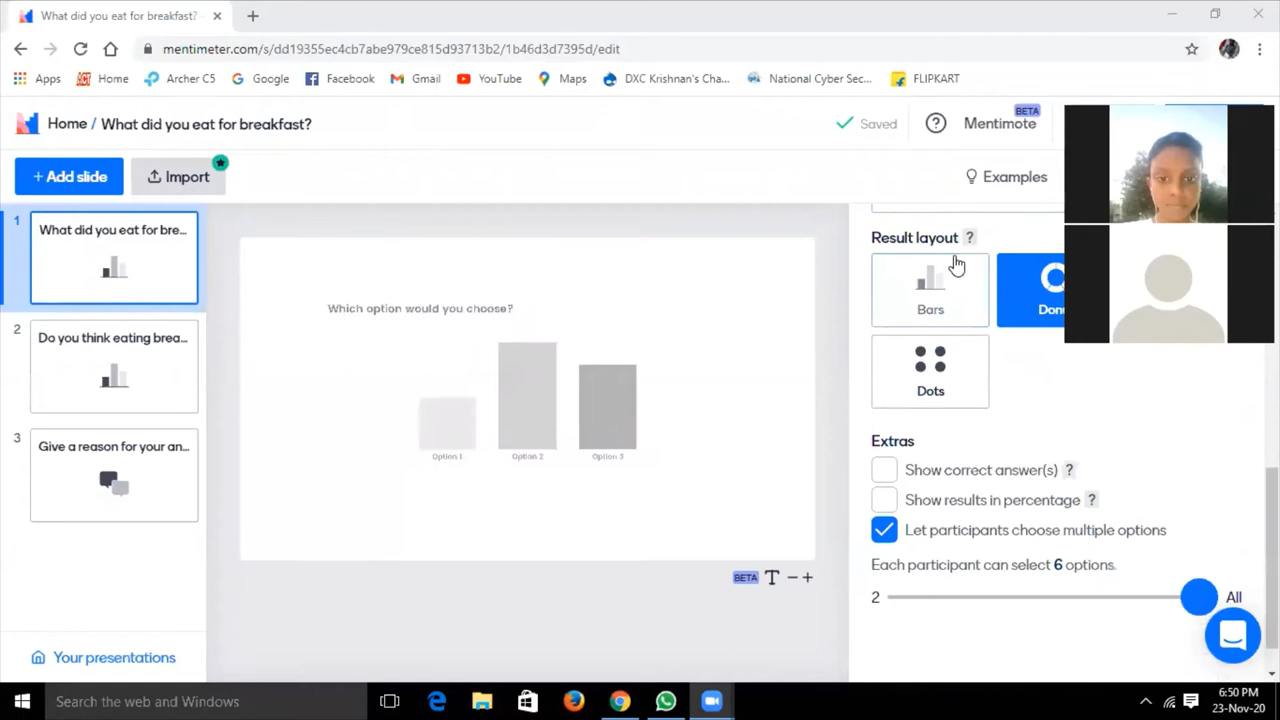 What did you eat for breakfast? -
mentimeter.com/s/dd19355ec4cb7abe979ce815d93713b2/1b46d3d7395d/edit
Apps
Home
Archer C5
Google
Facebook
Gmail
YouTube
Maps
DXC Krishnan's Cha...
National Cyber Sec...
FLIPKART
Home / What did you eat for breakfast?
Saved
?
Mentimote
BETA
+ Add slide
Import
Examples
1
What did you eat for bre...
2
Do you think eating brea...
3
Give a reason for your an...
Your presentations
Which option would you choose?
Option 1
Option 2
Option 3
BETA T − +
Result layout ?
Bars
Dots
Extras
Show correct answer(s) ?
Show results in percentage ?
Let participants choose multiple options
Each participant can select 6 options.
2
All
Search the web and Windows
6:50 PM
23-Nov-20